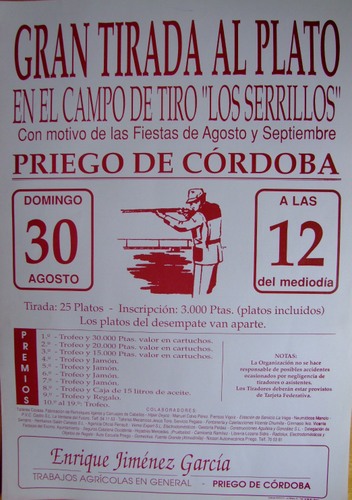 GRAN TIRADA AL PLATO
EN EL CAMPO DE TIRO "LOS SERRILLOS"
Con motivo de las Fiestas de Agosto y Septiembre
PRIEGO DE CÓRDOBA
DOMINGO
30
AGOSTO
A LAS
12
del mediodía
Tirada: 25 Platos - Inscripción: 3.000 Ptas. (platos incluidos)
Los platos del desempate van aparte.
PREMIOS
1.º - Trofeo y 30.000 Ptas. valor en cartuchos.
2.º - Trofeo y 20.000 Ptas. valor en cartuchos.
3.º - Trofeo y 15.000 Ptas. valor en cartuchos.
4.º - Trofeo y Jamón.
5.º - Trofeo y Jamón.
6.º - Trofeo y Jamón.
7.º - Trofeo y Jamón.
8.º - Trofeo y Caja de 15 litros de aceite.
9.º - Trofeo y Regalo.
10.º al 19.º Trofeo.
NOTAS:
La Organización no se hace
responsable de posibles accidentes
ocasionados por negligencia de
tiradores o asistentes.
Los Tiradores deberán estar provistos
de Tarjeta Federativa.
COLABORADORES:
Enrique Jiménez García
TRABAJOS AGRÍCOLAS EN GENERAL - PRIEGO DE CÓRDOBA